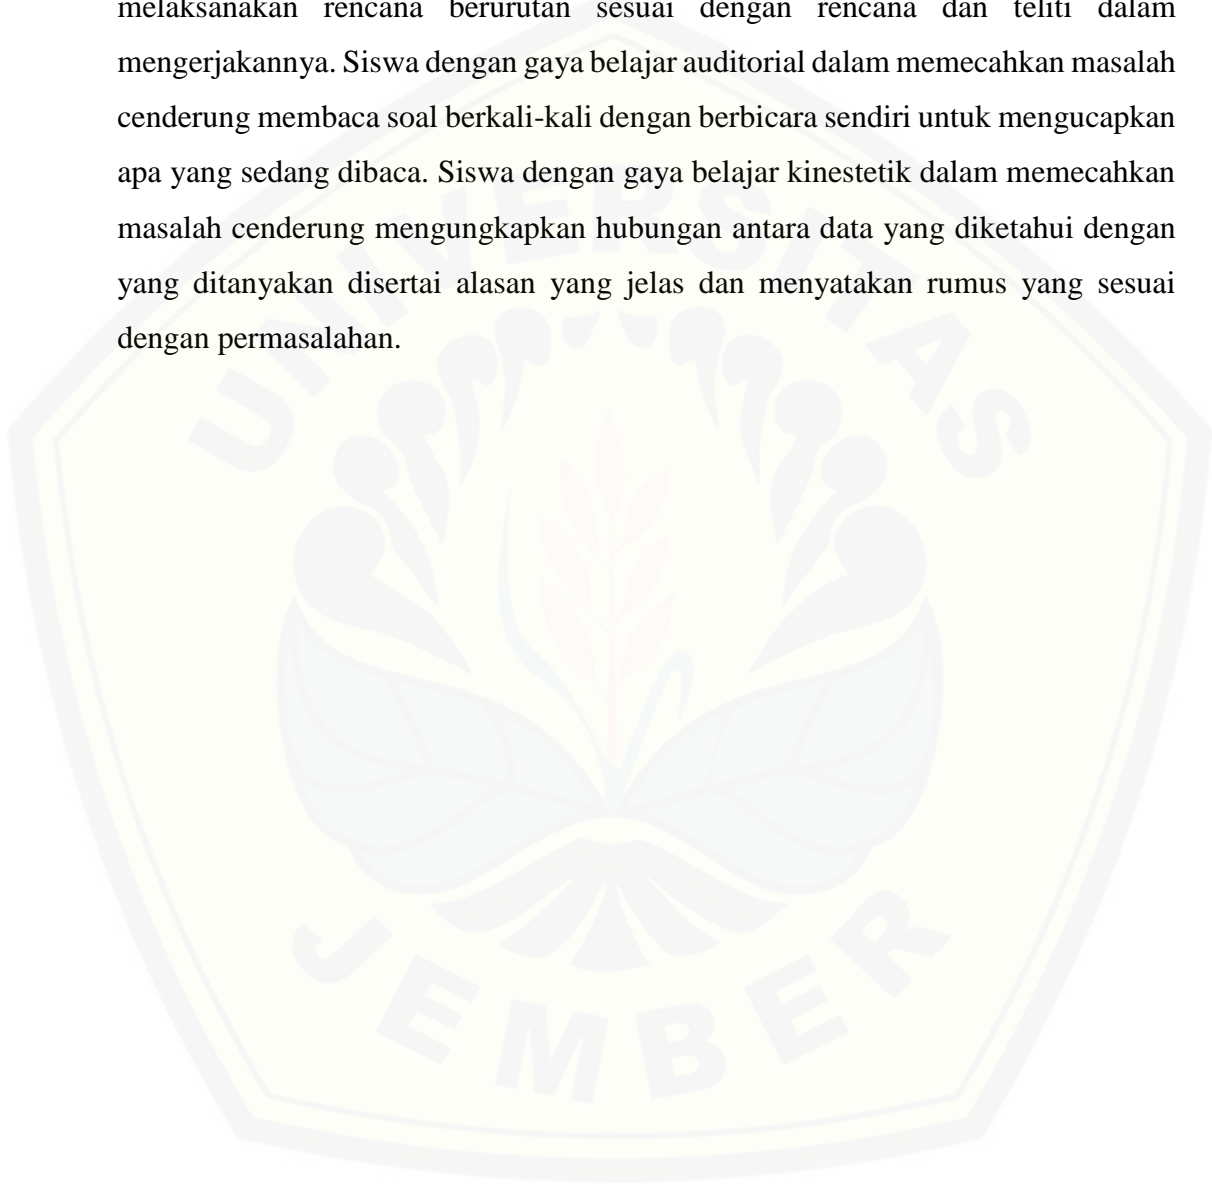 melaksanakan rencana berurutan sesuai dengan rencana dan teliti dalam
mengerjakannya. Siswa dengan gaya belajar auditorial dalam memecahkan masalah
cenderung membaca soal berkali-kali dengan berbicara sendiri untuk mengucapkan
apa yang sedang dibaca. Siswa dengan gaya belajar kinestetik dalam memecahkan
masalah cenderung mengungkapkan hubungan antara data yang diketahui dengan
yang ditanyakan disertai alasan yang jelas dan menyatakan rumus yang sesuai
dengan permasalahan.
UNIVERSITAS
JEMBER